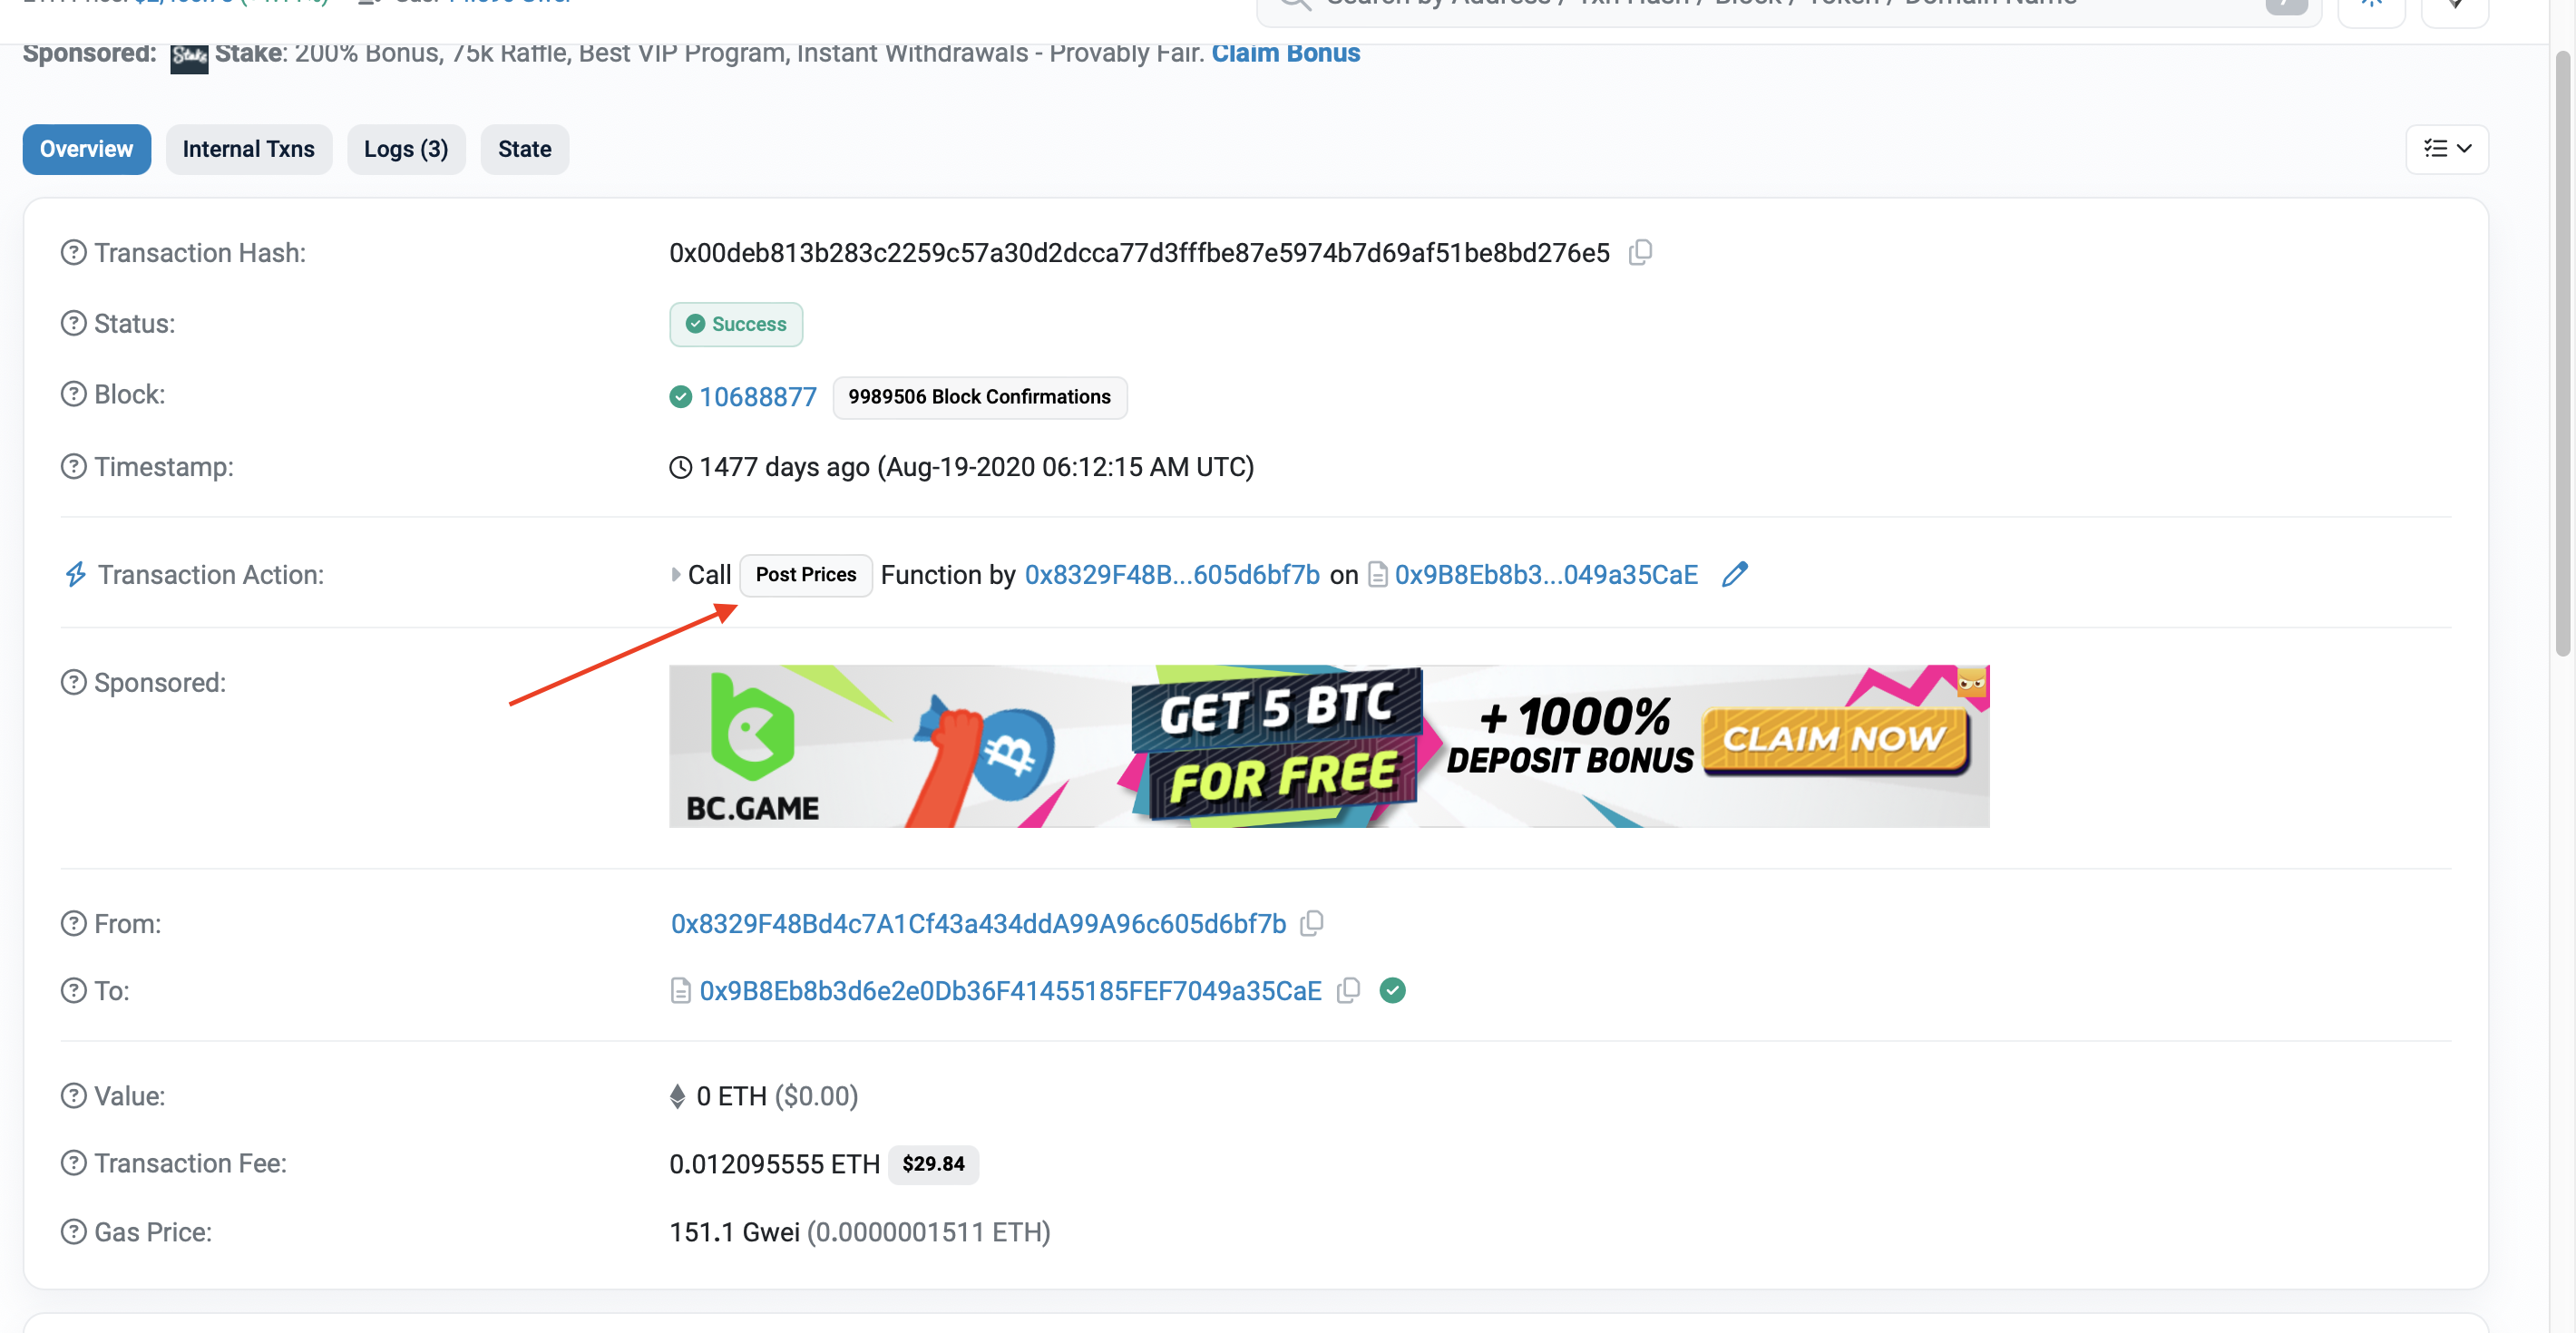 Sponsored: Stake Stake: 200% Bonus, 75k Raffle, Best VIP Program, Instant Withdrawals - Provably Fair. Claim Bonus
Overview Internal Txns Logs (3) State
Transaction Hash: 0x00deb813b283c2259c57a30d2dcca77d3fffbe87e5974b7d69af51be8bd276e5
Status: Success
Block: 10688877 9989506 Block Confirmations
Timestamp: 1477 days ago (Aug-19-2020 06:12:15 AM UTC)
Transaction Action: Call Post Prices Function by 0x8329F48B...605d6bf7b on 0x9B8Eb8b3...049a35CaE
Sponsored:
BC.GAME
GET 5 BTC
FOR FREE
+ 1000%
DEPOSIT BONUS
CLAIM NOW
From: 0x8329F48Bd4c7A1Cf43a434ddA99A96c605d6bf7b
To: 0x9B8Eb8b3d6e2e0Db36F41455185FEF7049a35CaE
Value: 0 ETH ($0.00)
Transaction Fee: 0.012095555 ETH $29.84
Gas Price: 151.1 Gwei (0.0000001511 ETH)